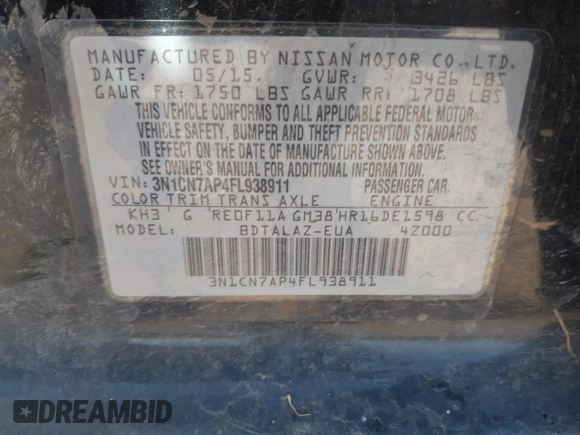 MANUFACTURED BY NISSAN MOTOR CO., LTD.
DATE: 05/15. GVWR: 3426 LBS
GAWR FR: 1750 LBS GAWR RR: 1708 LBS
THIS VEHICLE CONFORMS TO ALL APPLICABLE FEDERAL MOTOR
VEHICLE SAFETY, BUMPER AND THEFT PREVENTION STANDARDS
IN EFFECT ON THE DATE OF MANUFACTURE SHOWN ABOVE.
SEE OWNER'S MANUAL FOR ADDITIONAL INFORMATION.
VIN: 3N1CN7AP4FL938911 PASSENGER CAR.
COLOR TRIM TRANS AXLE ENGINE
KH3 G RE0F11A GM38 HR16DE1598 CC
MODEL: BDTALAZ-EUA 4Z000
3N1CN7AP4FL938911
DREAMBID